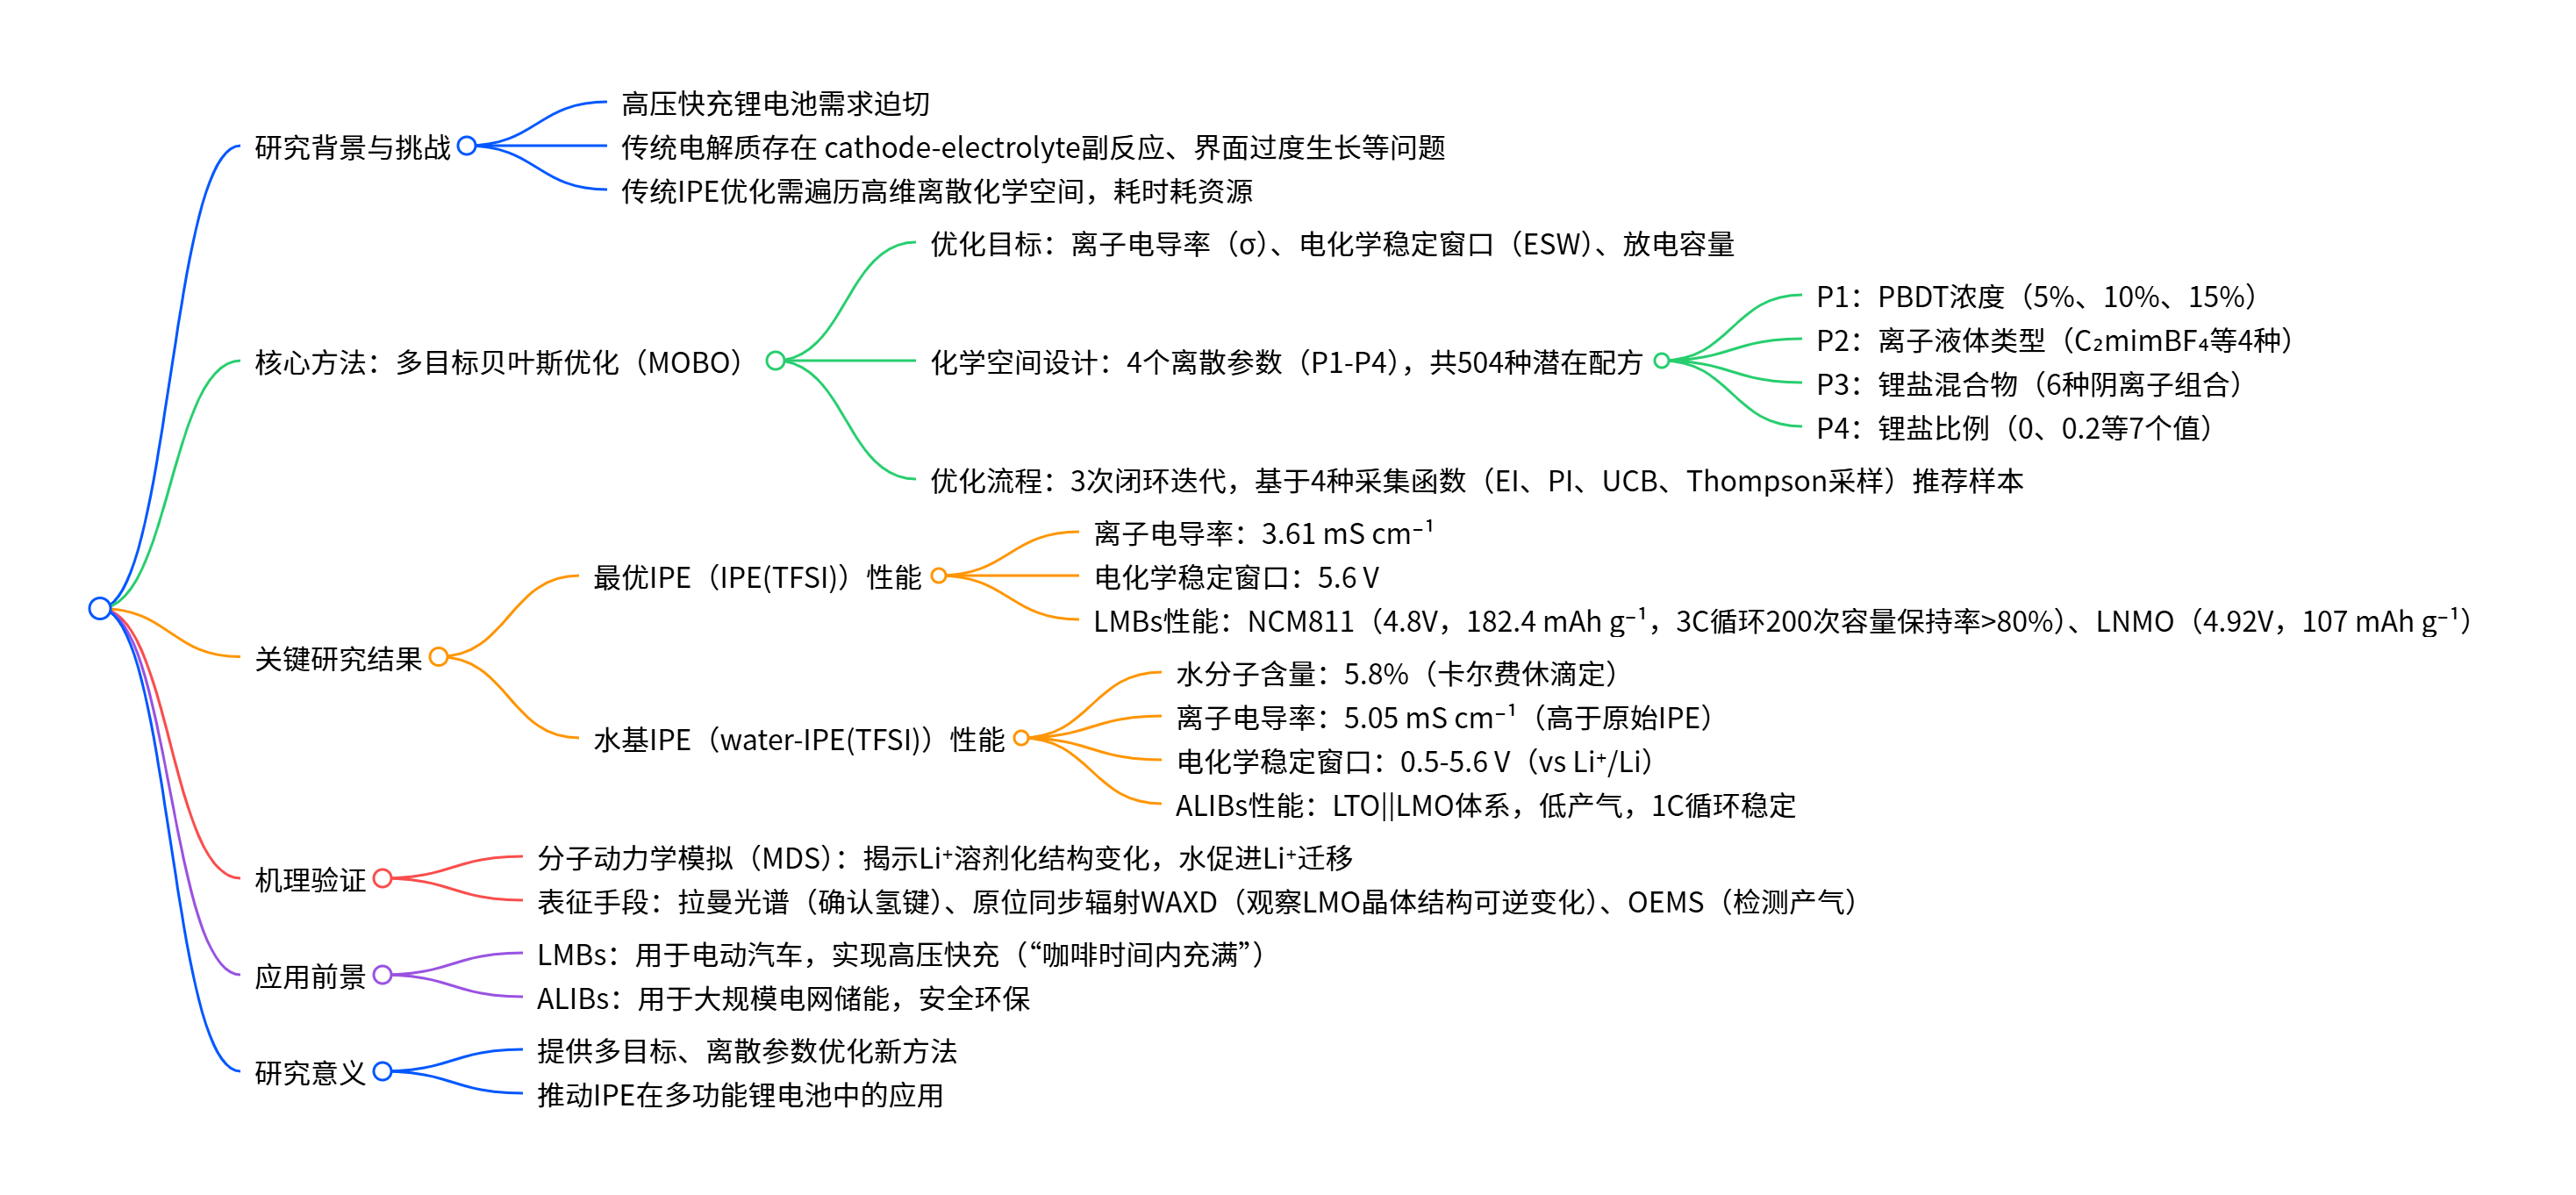 研究背景与挑战
高压快充锂电池需求迫切
传统电解质存在 cathode-electrolyte副反应、界面过度生长等问题
传统IPE优化需遍历高维离散化学空间，耗时耗资源
核心方法：多目标贝叶斯优化（MOBO）
优化目标：离子电导率（σ）、电化学稳定窗口（ESW）、放电容量
化学空间设计：4个离散参数（P1-P4），共504种潜在配方
P1：PBDT浓度（5%、10%、15%）
P2：离子液体类型（C₂mimBF₄等4种）
P3：锂盐混合物（6种阴离子组合）
P4：锂盐比例（0、0.2等7个值）
优化流程：3次闭环迭代，基于4种采集函数（EI、PI、UCB、Thompson采样）推荐样本
关键研究结果
最优IPE（IPE(TFSI)）性能
离子电导率：3.61 mS cm⁻¹
电化学稳定窗口：5.6 V
LMBs性能：NCM811（4.8V，182.4 mAh g⁻¹，3C循环200次容量保持率>80%）、LNMO（4.92V，107 mAh g⁻¹）
水基IPE（water-IPE(TFSI)）性能
水分子含量：5.8%（卡尔费休滴定）
离子电导率：5.05 mS cm⁻¹（高于原始IPE）
电化学稳定窗口：0.5-5.6 V（vs Li⁺/Li）
ALIBs性能：LTO||LMO体系，低产气，1C循环稳定
机理验证
分子动力学模拟（MDS）：揭示Li⁺溶剂化结构变化，水促进Li⁺迁移
表征手段：拉曼光谱（确认氢键）、原位同步辐射WAXD（观察LMO晶体结构可逆变化）、OEMS（检测产气）
应用前景
LMBs：用于电动汽车，实现高压快充（“咖啡时间内充满”）
ALIBs：用于大规模电网储能，安全环保
研究意义
提供多目标、离散参数优化新方法
推动IPE在多功能锂电池中的应用